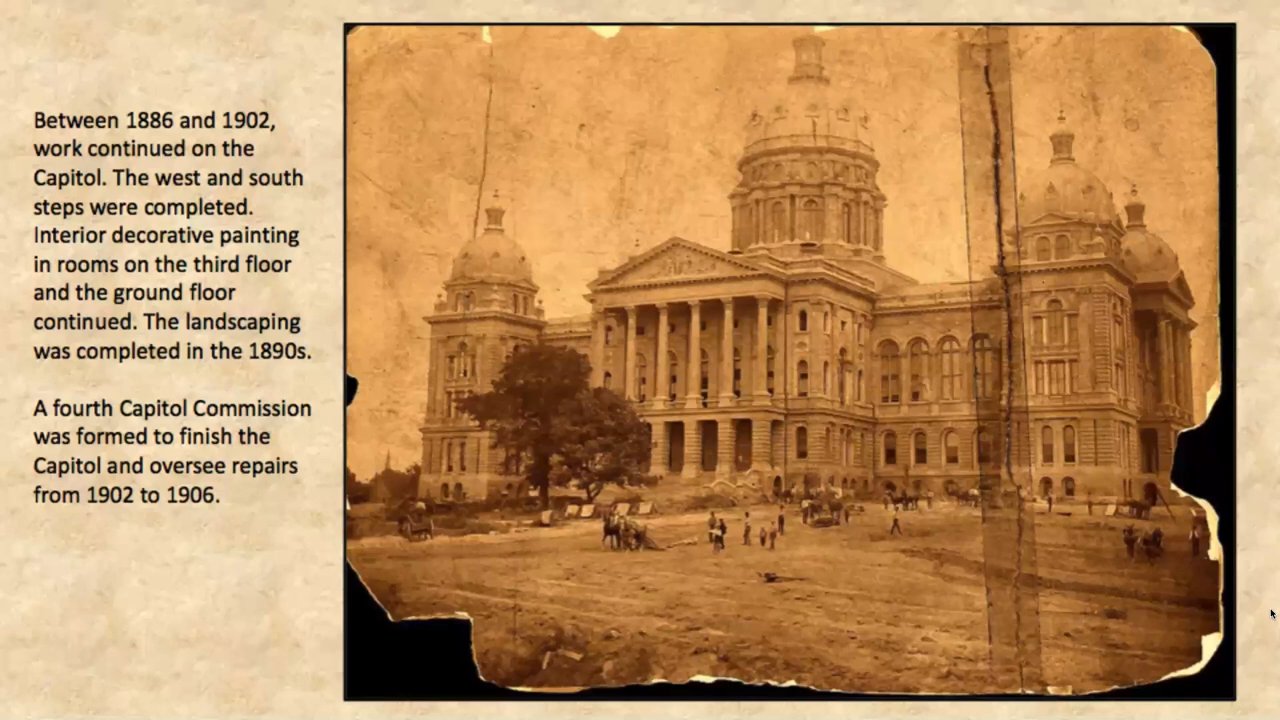 Between 1886 and 1902,
work continued on the
Capitol. The west and south
steps were completed.
Interior decorative painting
in rooms on the third floor
and the ground floor
continued. The landscaping
was completed in the 1890s.
A fourth Capitol Commission
was formed to finish the
Capitol and oversee repairs
from 1902 to 1906.